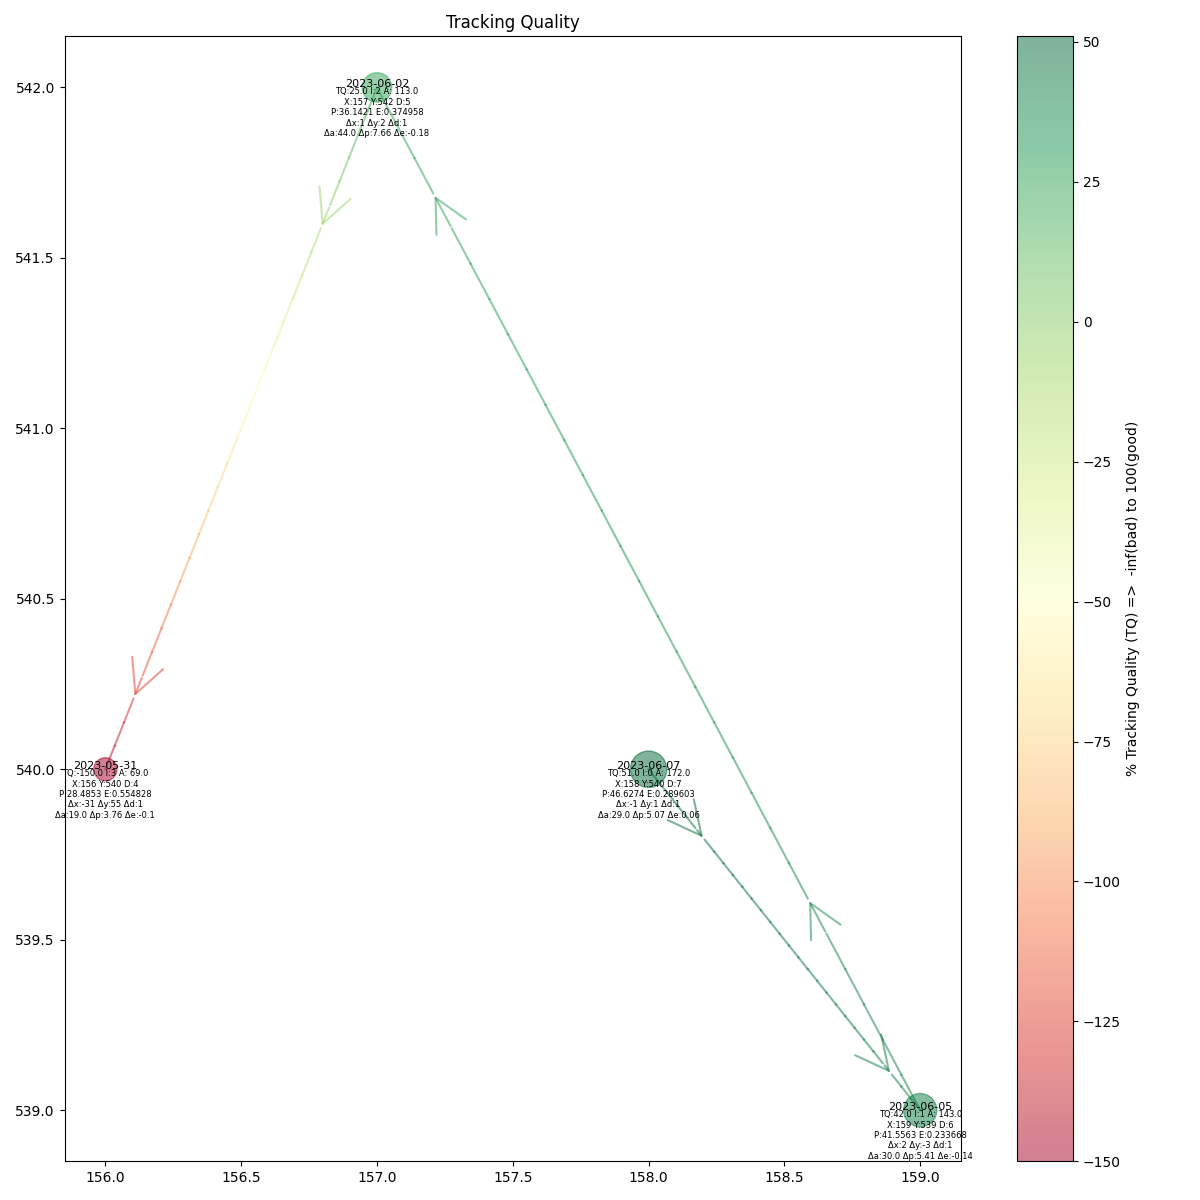 Tracking Quality
2023-06-02
TQ:25.0 I:2 A: 113.0
X:157 Y:542 D:5
P:36.1421 E:0.374958
Δx:1 Δy:2 Δd:1
Δa:44.0 Δp:7.66 Δe:-0.18
2023-05-31
TQ:-150.0 I:3 A: 69.0
X:156 Y:540 D:4
P:28.4853 E:0.554828
Δx:-31 Δy:55 Δd:1
Δa:19.0 Δp:3.76 Δe:-0.1
2023-06-07
TQ:51.0 I:0 A: 172.0
X:158 Y:540 D:7
P:46.6274 E:0.289603
Δx:-1 Δy:1 Δd:1
Δa:29.0 Δp:5.07 Δe:0.06
2023-06-05
TQ:42.0 I:1 A: 143.0
X:159 Y:539 D:6
P:41.5563 E:0.233668
Δx:2 Δy:-3 Δd:1
Δa:30.0 Δp:5.41 Δe:-0.14
542.0
541.5
541.0
540.5
540.0
539.5
539.0
156.0
156.5
157.0
157.5
158.0
158.5
159.0
50
25
0
−25
−50
−75
−100
−125
−150
% Tracking Quality (TQ) => -inf(bad) to 100(good)